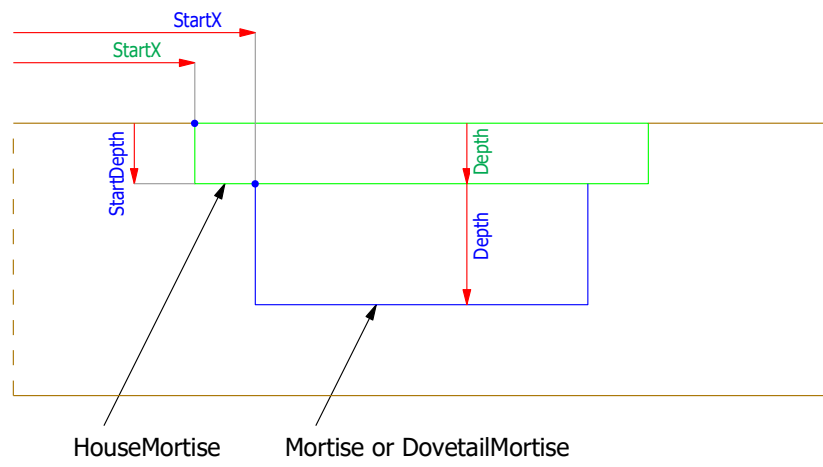 StartX
StartX
StartDepth
Depth
Depth
HouseMortise
Mortise or DovetailMortise